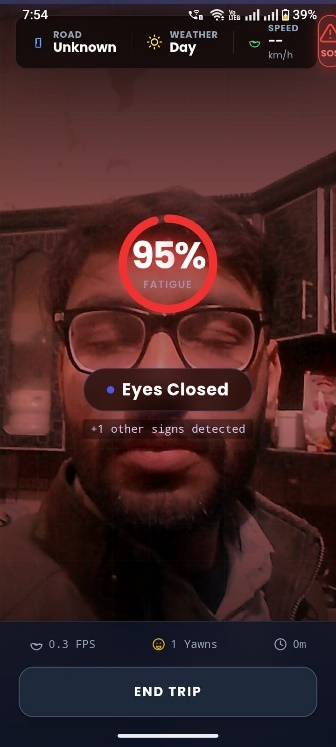 7:54
39%
ROAD
Unknown
WEATHER
Day
SPEED
--
km/h
SOS
95%
FATIGUE
Eyes Closed
+1 other signs detected
0.3 FPS
1 Yawns
0m
END TRIP